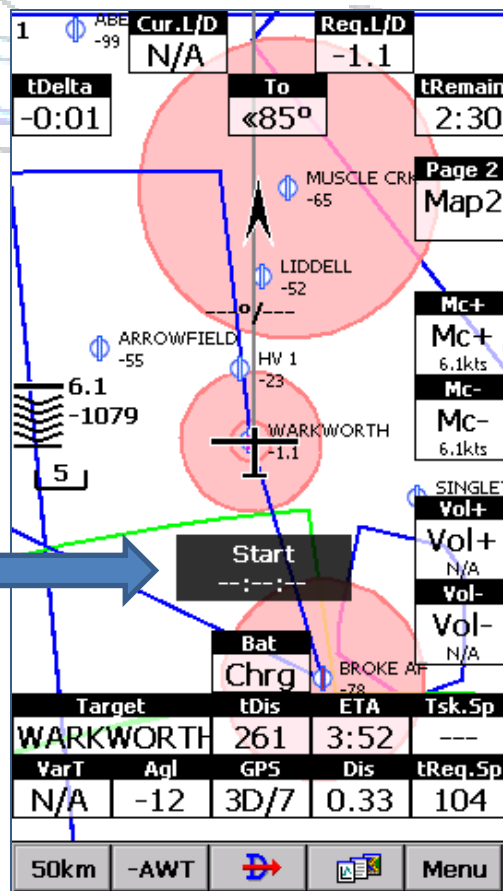 1
ABE
-99
Cur.L/D
N/A
Req.L/D
-1.1
tDelta
-0:01
To
«85º
tRemain
2:30
MUSCLE CRK
-65
Page 2
Map2
LIDDELL
-52
---º/---
ARROWFIELD
-55
HV 1
-23
Mc+
Mc+
6.1kts
Mc-
Mc-
6.1kts
6.1
-1079
5
WARKWORTH
-1.1
SINGLET
Vol+
Vol+
N/A
Start
--:--:--
Vol-
Vol-
N/A
Bat
Chrg
BROKE AF
-78
Target tDis ETA Tsk.Sp
WARKWORTH 261 3:52 ---
VarT Agl GPS Dis tReq.Sp
N/A -12 3D/7 0.33 104
50km -AWT Menu